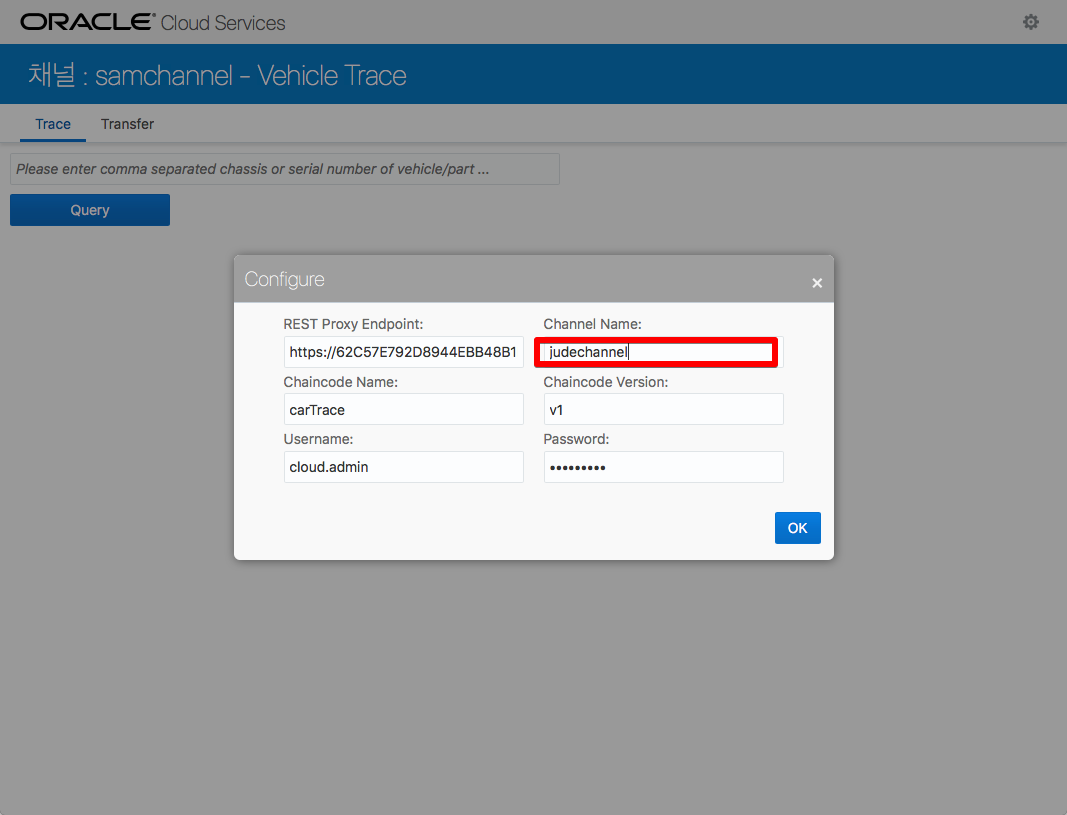 ORACLE® Cloud Services
채널 : samchannel - Vehicle Trace
Trace Transfer
Please enter comma separated chassis or serial number of vehicle/part ...
Query
Configure
×
REST Proxy Endpoint: Channel Name:
https://62C57E792D8944EBB48B1 judechannel
Chaincode Name: Chaincode Version:
carTrace v1
Username: Password:
cloud.admin •••••••••
OK